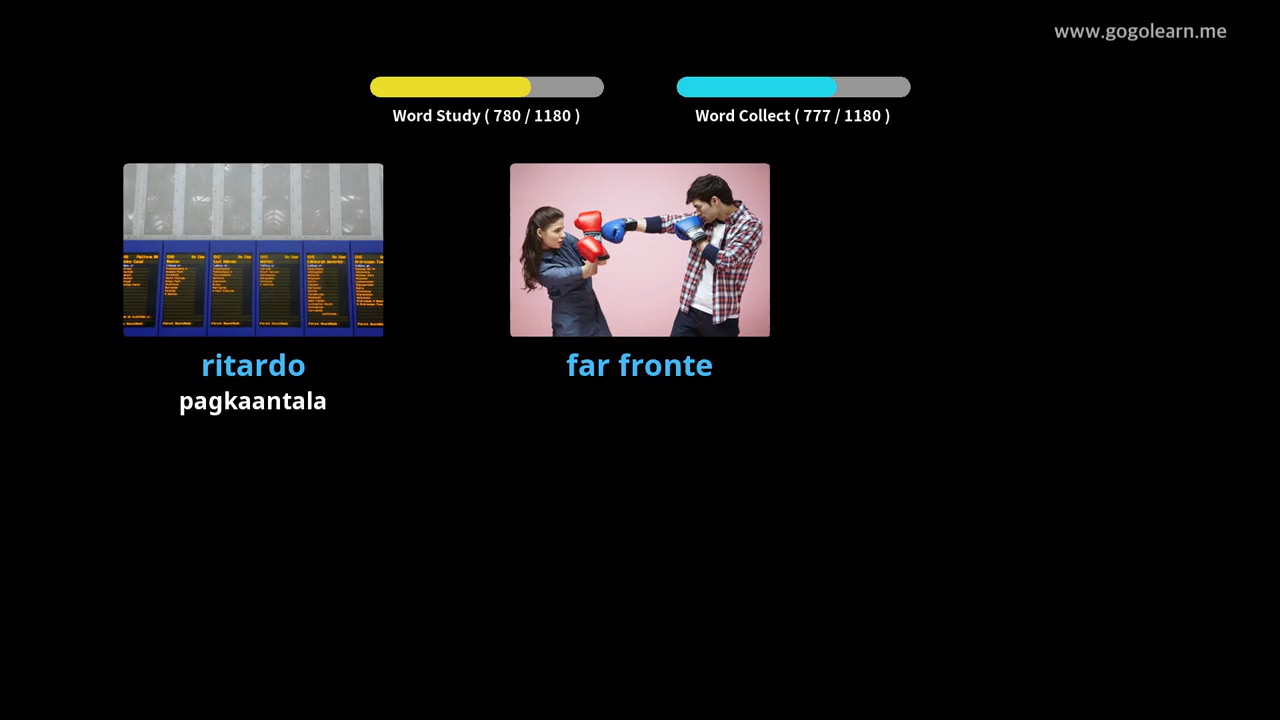 www.gogolearn.me
Word Study ( 780 / 1180 )
Word Collect ( 777 / 1180 )
ritardo
far fronte
pagkaantala